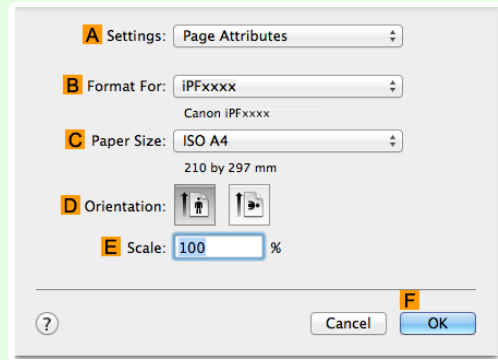 A Settings: Page Attributes
B Format For: iPFxxxx
Canon iPFxxxx
C Paper Size: ISO A4
210 by 297 mm
D Orientation:
E Scale: 100 %
F
? Cancel OK